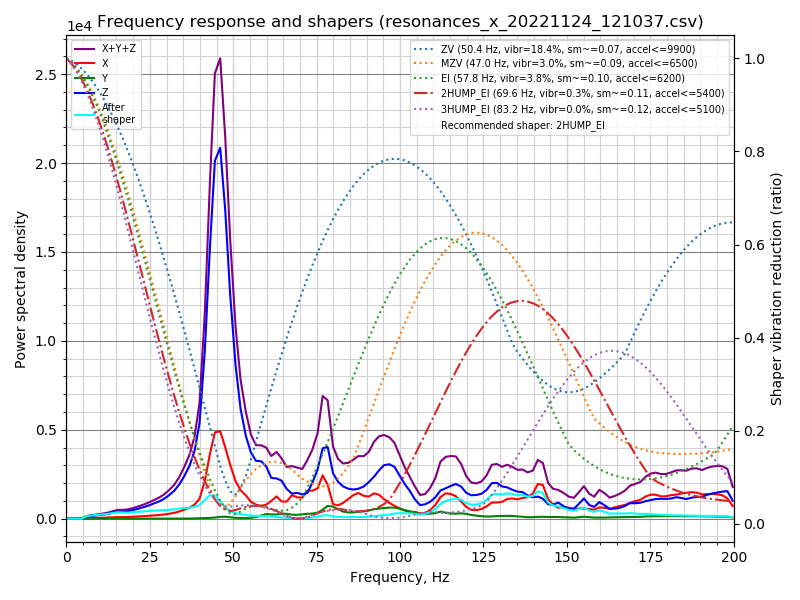 Frequency response and shapers (resonances_x_20221124_121037.csv)
1e4
X+Y+Z
X
Y
Z
After
shaper
ZV (50.4 Hz, vibr=18.4%, sm~=0.07, accel<=9900)
MZV (47.0 Hz, vibr=3.0%, sm~=0.09, accel<=6500)
EI (57.8 Hz, vibr=3.8%, sm~=0.10, accel<=6200)
2HUMP_EI (69.6 Hz, vibr=0.3%, sm~=0.11, accel<=5400)
3HUMP_EI (83.2 Hz, vibr=0.0%, sm~=0.12, accel<=5100)
Recommended shaper: 2HUMP_EI
Power spectral density
2.5
2.0
1.5
1.0
0.5
0.0
1.0
0.8
0.6
0.4
0.2
0.0
Shaper vibration reduction (ratio)
0 25 50 75 100 125 150 175 200
Frequency, Hz